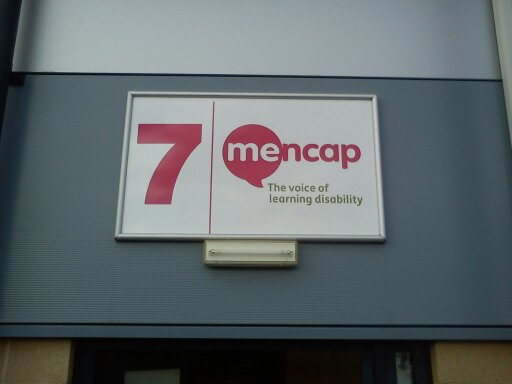 7
mencap
The voice of
learning disability